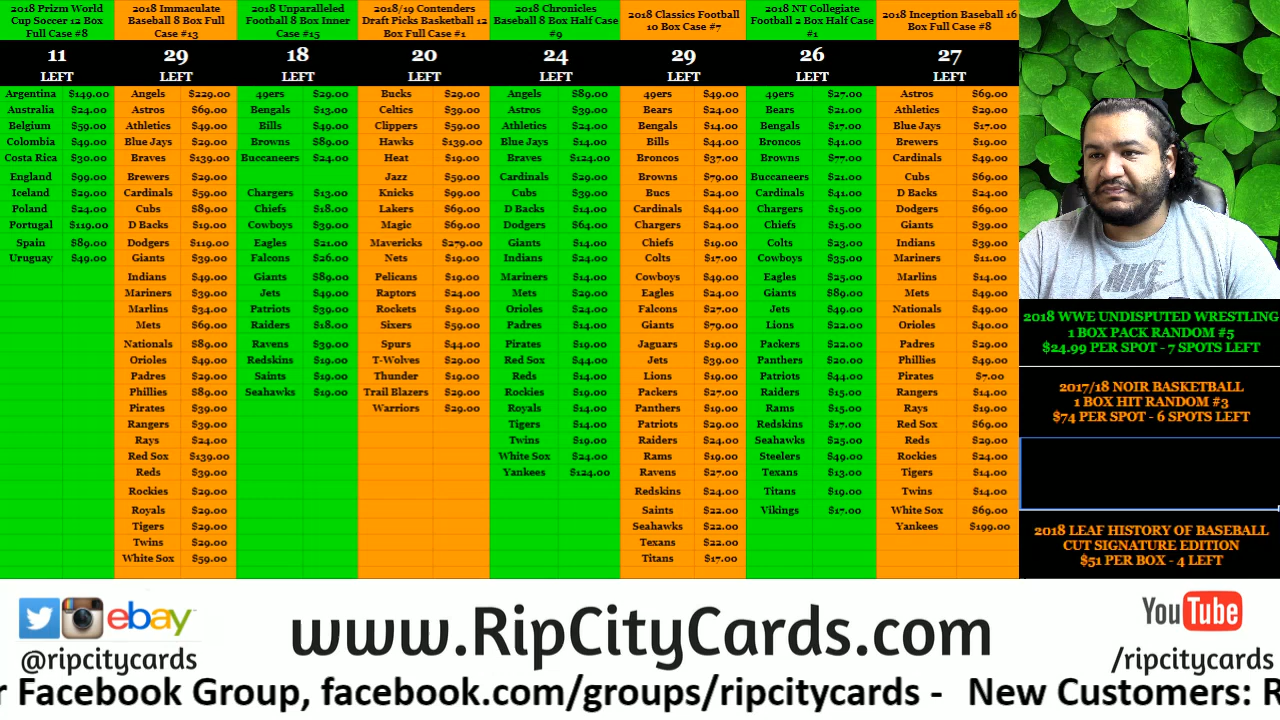 2018 Prizm World
Cup Soccer 12 Box
Full Case #8
11
LEFT
Argentina $149.00
Australia $24.00
Belgium $59.00
Colombia $49.00
Costa Rica $30.00
England $99.00
Iceland $29.00
Poland $24.00
Portugal $119.00
Spain $89.00
Uruguay $49.00
2018 Immaculate
Baseball 8 Box Full
Case #13
29
LEFT
Angels $229.00
Astros $69.00
Athletics $49.00
Blue Jays $29.00
Braves $139.00
Brewers $29.00
Cardinals $59.00
Cubs $89.00
D Backs $19.00
Dodgers $119.00
Giants $39.00
Indians $49.00
Mariners $39.00
Marlins $34.00
Mets $69.00
Nationals $89.00
Orioles $49.00
Padres $29.00
Phillies $89.00
Pirates $39.00
Rangers $39.00
Rays $24.00
Red Sox $139.00
Reds $39.00
Rockies $29.00
Royals $29.00
Tigers $29.00
Twins $29.00
White Sox $59.00
2018 Unparalleled
Football 8 Box Inner
Case #15
18
LEFT
49ers $29.00
Bengals $13.00
Bills $49.00
Browns $89.00
Buccaneers $24.00
Chargers $13.00
Chiefs $18.00
Cowboys $39.00
Eagles $21.00
Falcons $26.00
Giants $89.00
Jets $49.00
Patriots $39.00
Raiders $18.00
Ravens $39.00
Redskins $19.00
Saints $19.00
Seahawks $19.00
2018/19 Contenders
Draft Picks Basketball 12
Box Full Case #1
20
LEFT
Bucks $29.00
Celtics $39.00
Clippers $59.00
Hawks $139.00
Heat $19.00
Jazz $59.00
Knicks $99.00
Lakers $69.00
Magic $69.00
Mavericks $279.00
Nets $19.00
Pelicans $19.00
Raptors $24.00
Rockets $19.00
Sixers $59.00
Spurs $44.00
T-Wolves $29.00
Thunder $19.00
Trail Blazers $29.00
Warriors $29.00
2018 Chronicles
Baseball 8 Box Half Case
#9
24
LEFT
Angels $89.00
Astros $39.00
Athletics $24.00
Blue Jays $14.00
Braves $124.00
Cardinals $29.00
Cubs $39.00
D Backs $14.00
Dodgers $64.00
Giants $14.00
Indians $24.00
Mariners $14.00
Mets $29.00
Orioles $24.00
Padres $14.00
Pirates $19.00
Red Sox $44.00
Reds $14.00
Rockies $19.00
Royals $14.00
Tigers $14.00
Twins $19.00
White Sox $24.00
Yankees $124.00
2018 Classics Football
10 Box Case #7
29
LEFT
49ers $49.00
Bears $24.00
Bengals $14.00
Bills $44.00
Broncos $37.00
Browns $79.00
Bucs $24.00
Cardinals $44.00
Chargers $24.00
Chiefs $19.00
Colts $17.00
Cowboys $49.00
Eagles $24.00
Falcons $27.00
Giants $79.00
Jaguars $19.00
Jets $39.00
Lions $19.00
Packers $27.00
Panthers $19.00
Patriots $29.00
Raiders $24.00
Rams $19.00
Ravens $27.00
Redskins $24.00
Saints $22.00
Seahawks $22.00
Texans $22.00
Titans $17.00
2018 NT Collegiate
Football 2 Box Half Case
#1
26
LEFT
49ers $27.00
Bears $21.00
Bengals $17.00
Broncos $41.00
Browns $77.00
Buccaneers $21.00
Cardinals $41.00
Chargers $15.00
Chiefs $15.00
Colts $23.00
Cowboys $35.00
Eagles $25.00
Giants $89.00
Jets $49.00
Lions $22.00
Packers $22.00
Panthers $20.00
Patriots $44.00
Raiders $15.00
Rams $15.00
Redskins $17.00
Seahawks $25.00
Steelers $49.00
Texans $13.00
Titans $19.00
Vikings $17.00
2018 Inception Baseball 16
Box Full Case #8
27
LEFT
Astros $69.00
Athletics $29.00
Blue Jays $17.00
Brewers $19.00
Cardinals $49.00
Cubs $69.00
D Backs $24.00
Dodgers $69.00
Giants $39.00
Indians $39.00
Mariners $11.00
Marlins $14.00
Mets $49.00
Nationals $49.00
Orioles $40.00
Padres $29.00
Phillies $49.00
Pirates $7.00
Rangers $14.00
Rays $19.00
Red Sox $69.00
Reds $29.00
Rockies $24.00
Tigers $14.00
Twins $14.00
White Sox $69.00
Yankees $199.00
NIKE
2018 WWE UNDISPUTED WRESTLING
1 BOX PACK RANDOM #5
$24.99 PER SPOT - 7 SPOTS LEFT
2017/18 NOIR BASKETBALL
1 BOX HIT RANDOM #3
$74 PER SPOT - 6 SPOTS LEFT
2018 LEAF HISTORY OF BASEBALL
CUT SIGNATURE EDITION
$51 PER BOX - 4 LEFT
ebay
@ripcitycards
www.RipCityCards.com
YouTube
/ripcitycards
r Facebook Group, facebook.com/groups/ripcitycards - New Customers: R